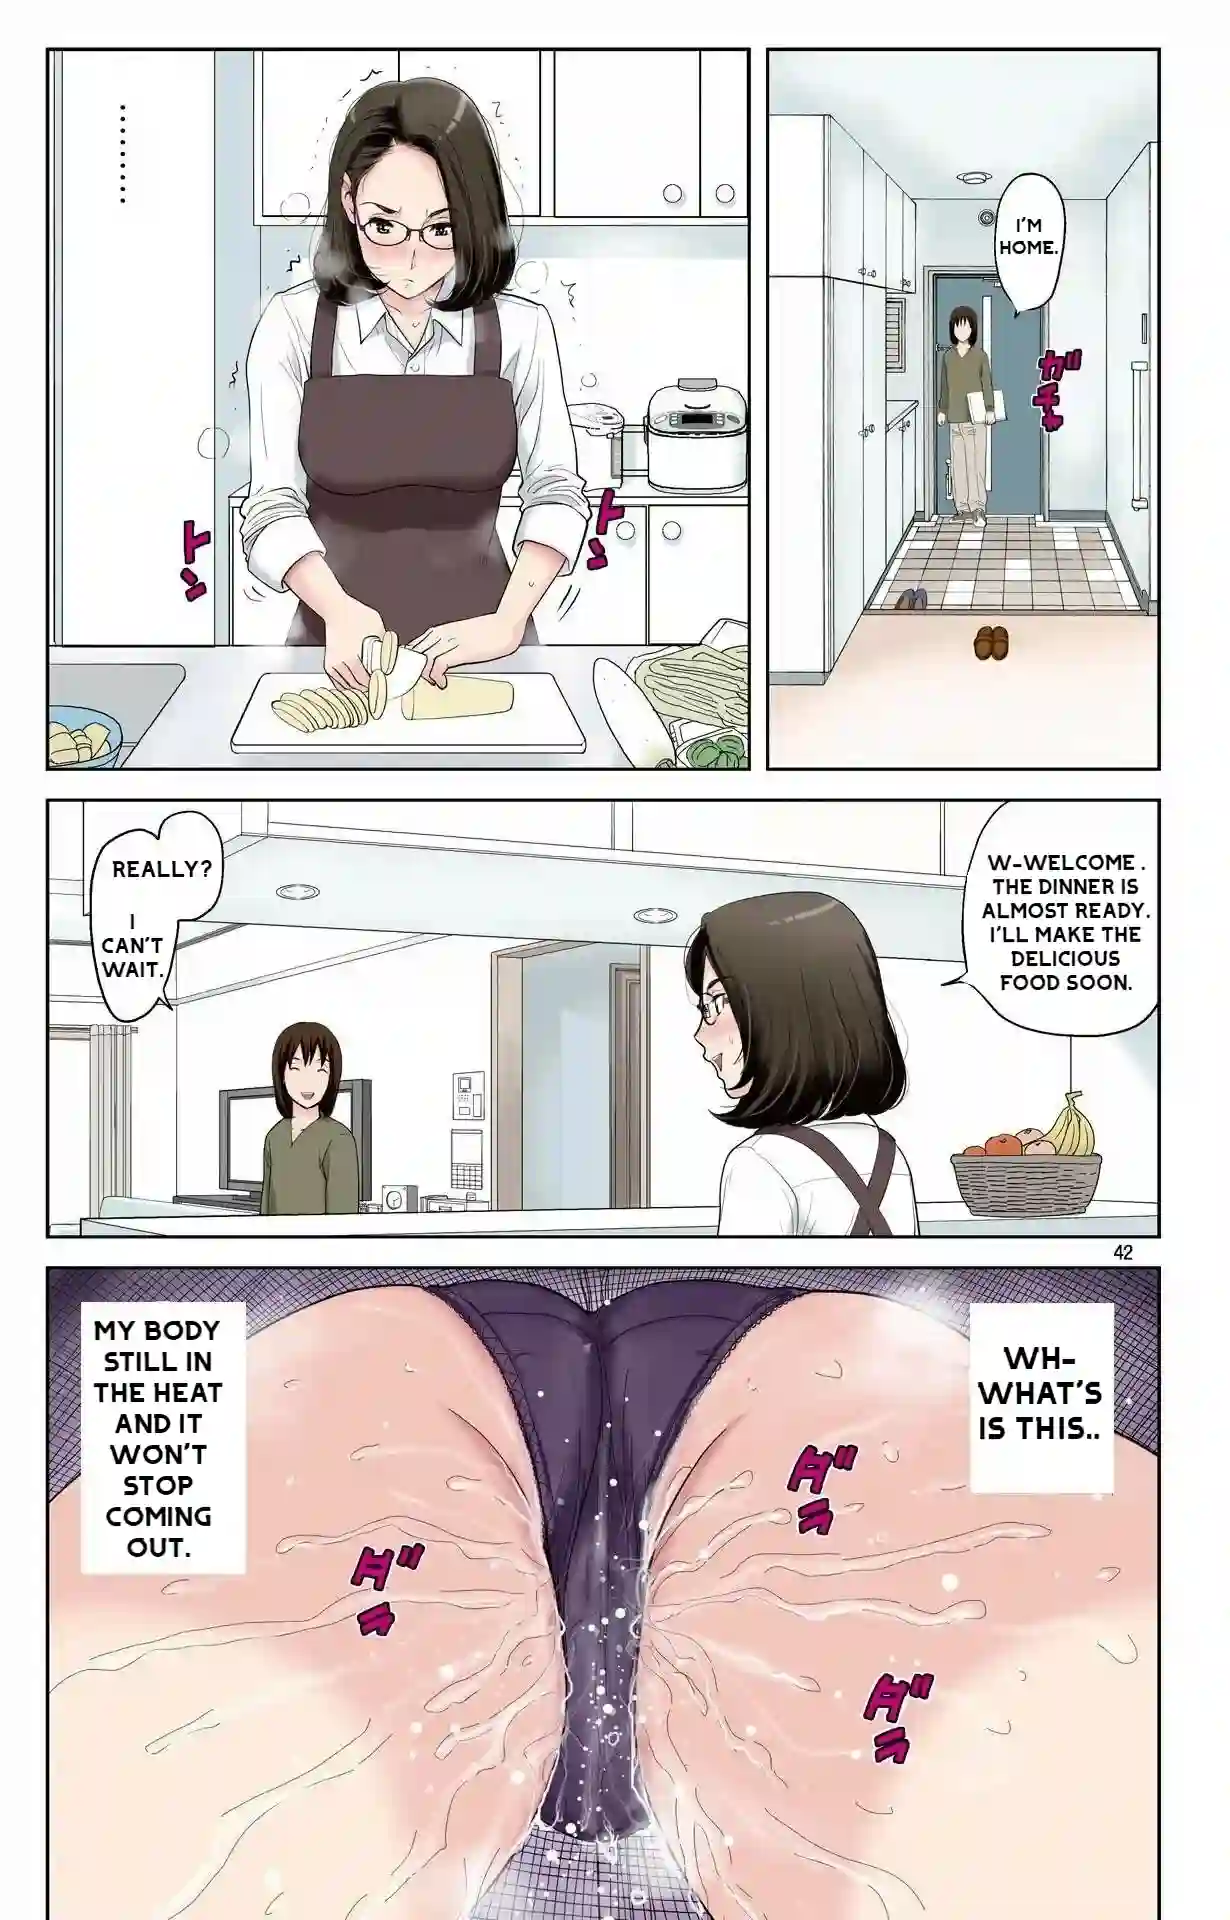 I'M
HOME.
ガチャ
.........
トン
トン
W-WELCOME.
THE DINNER IS
ALMOST READY.
I'LL MAKE THE
DELICIOUS
FOOD SOON.
REALLY?
I
CAN'T
WAIT.
42
WH-
WHAT'S
IS THIS..
MY BODY
STILL IN
THE HEAT
AND IT
WON'T
STOP
COMING
OUT.
ダラ
ダラ
ダラ